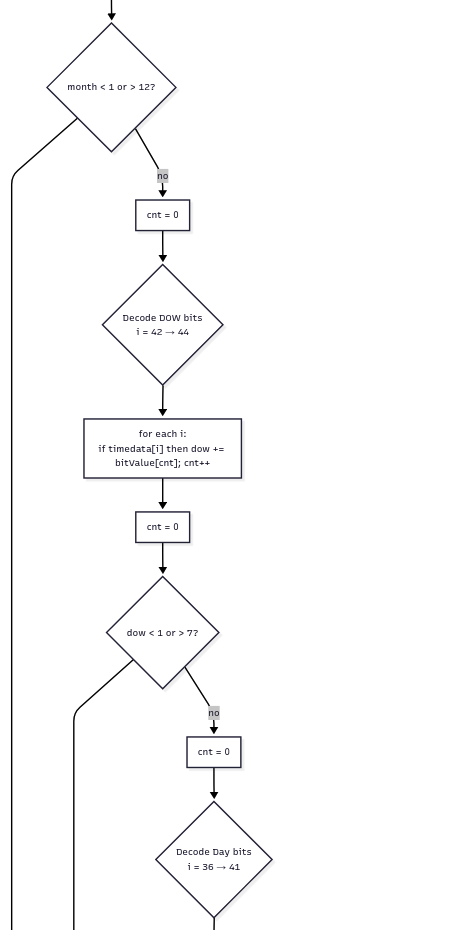 month < 1 or > 12?
no
cnt = 0
Decode DOW bits
i = 42 → 44
for each i:
if timedata[i] then dow +=
bitValue[cnt]; cnt++
cnt = 0
dow < 1 or > 7?
no
cnt = 0
Decode Day bits
i = 36 → 41